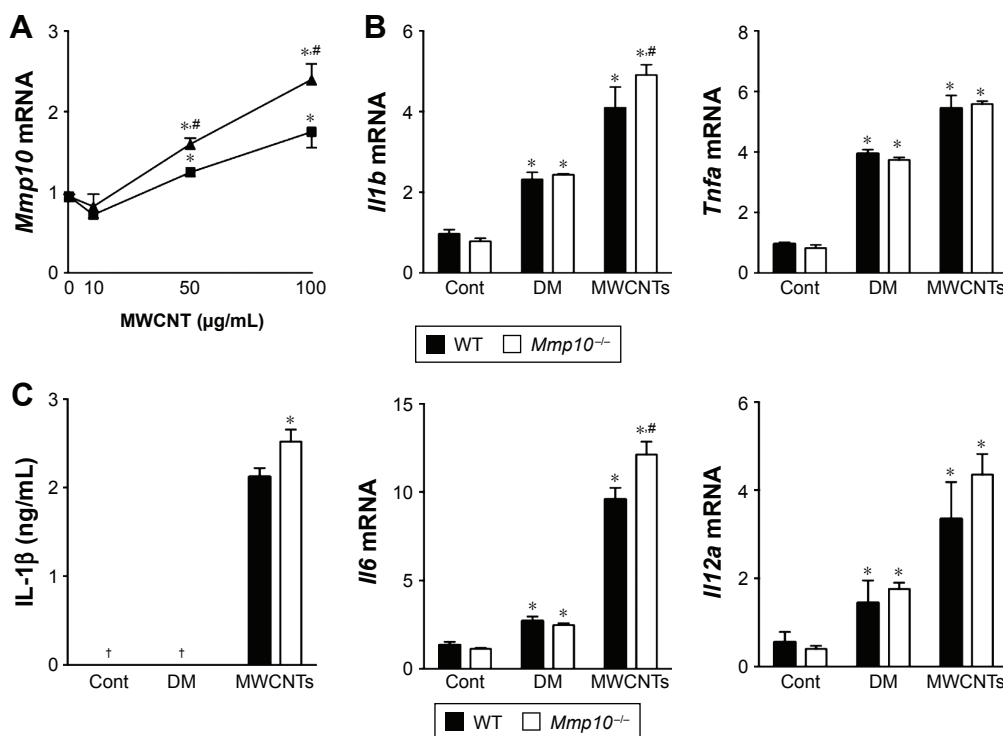 A
3
2
1
0
Mmp10 mRNA
*,#
*
*,#
*
0 10 50 100
MWCNT (µg/mL)
B
6
4
2
0
Il1b mRNA
* *
*
*,#
Cont DM MWCNTs
8
6
4
2
0
Tnfa mRNA
* *
* *
Cont DM MWCNTs
WT Mmp10–/–
C
3
2
1
0
IL-1β (ng/mL)
† †
*
Cont DM MWCNTs
15
10
5
0
Il6 mRNA
* *
*
*,#
Cont DM MWCNTs
6
4
2
0
Il12a mRNA
* *
* *
Cont DM MWCNTs
WT Mmp10–/–